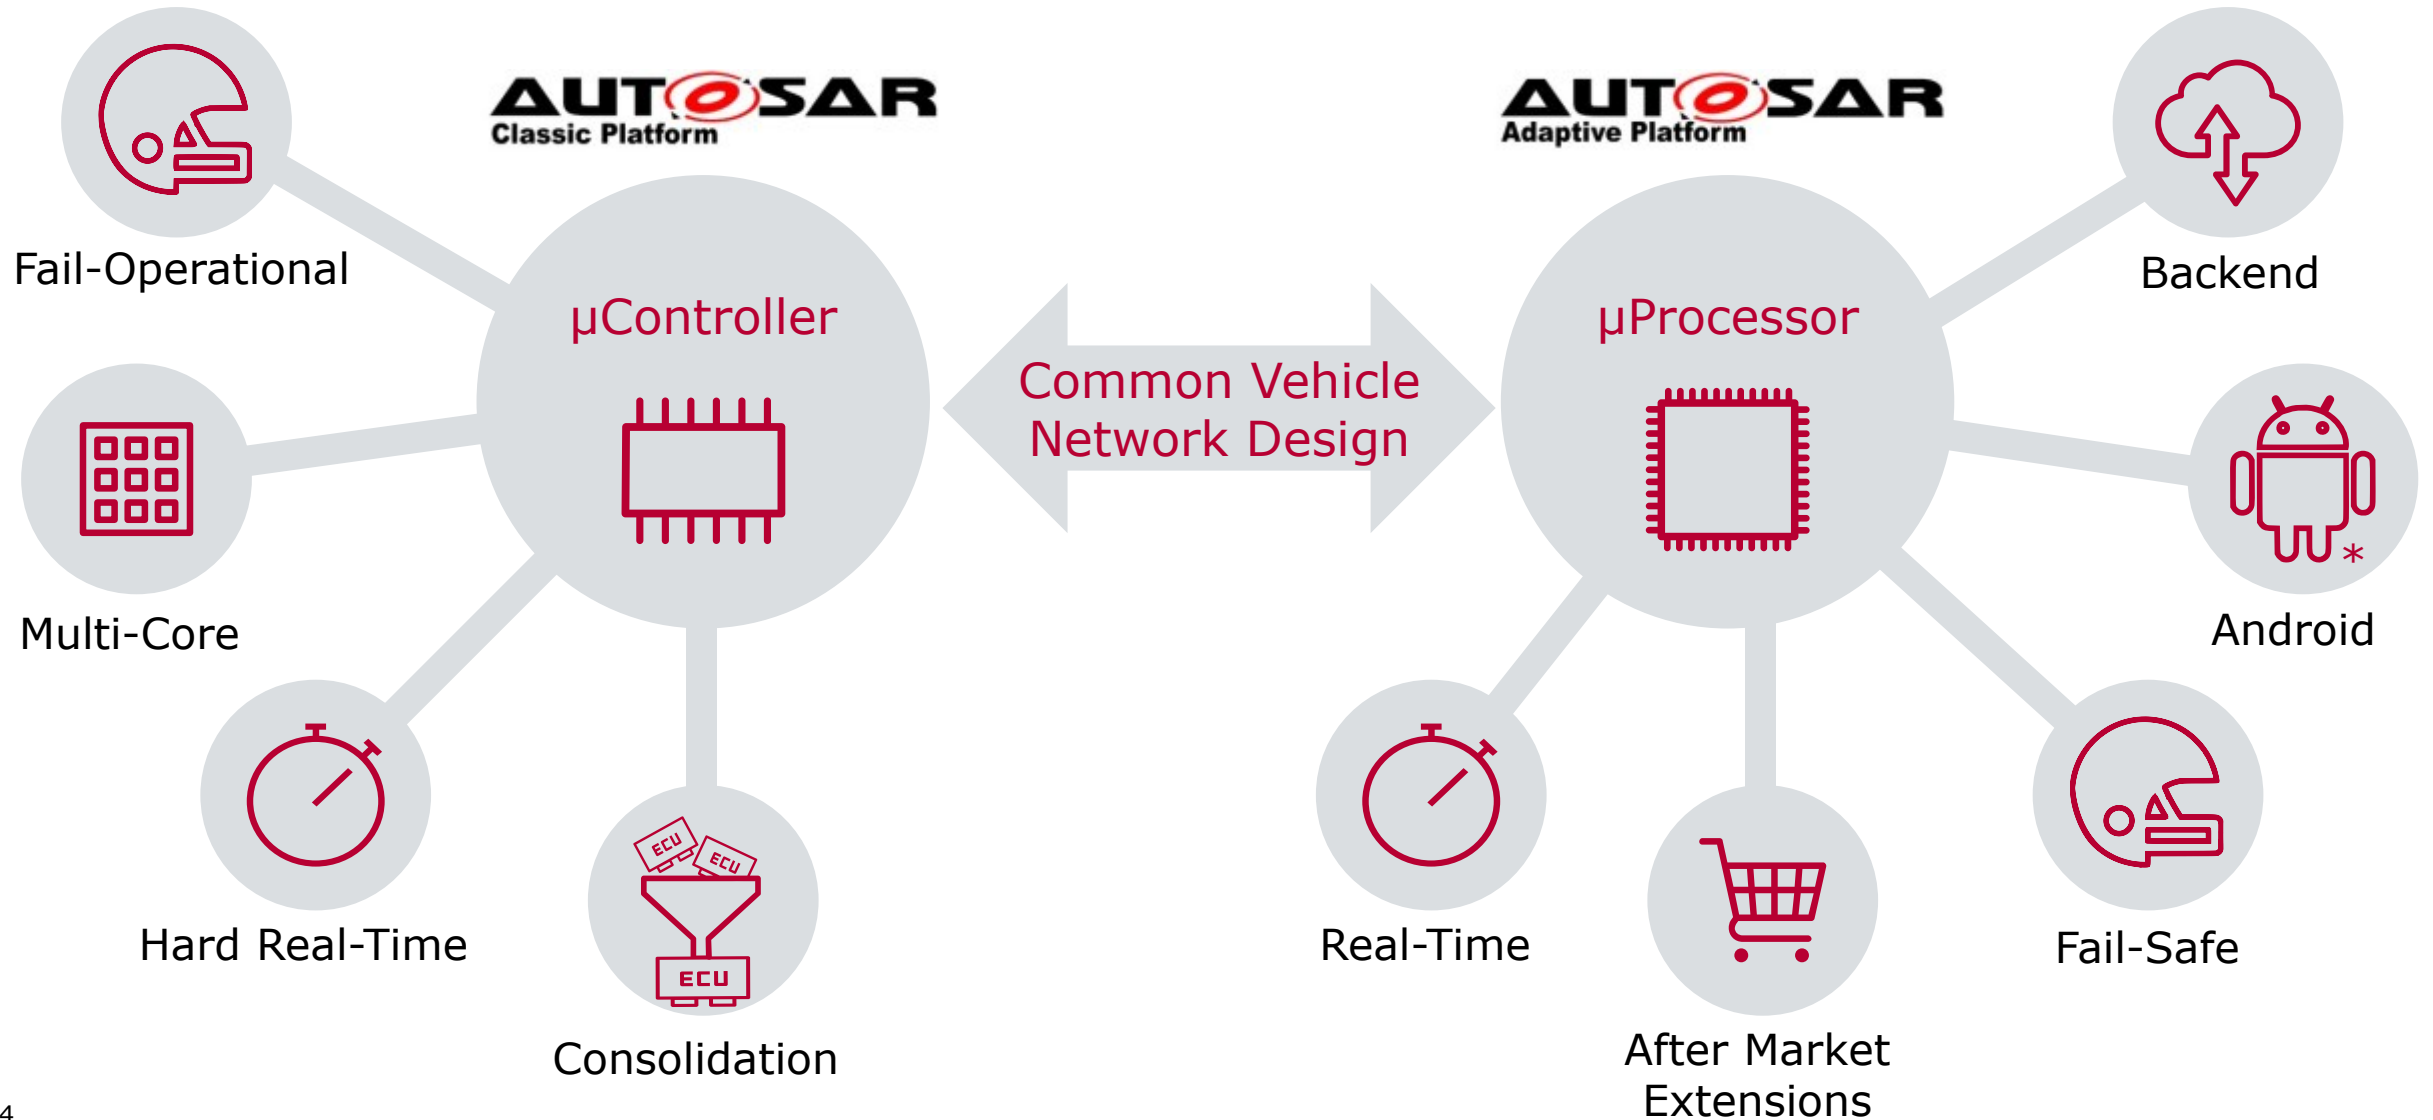 AUTOSAR
Classic Platform
AUTOSAR
Adaptive Platform
Fail-Operational
Backend
µController
µProcessor
Common Vehicle
Network Design
*
Multi-Core
Android
Hard Real-Time
ECU
ECU
ECU
Consolidation
Real-Time
After Market
Extensions
Fail-Safe
4